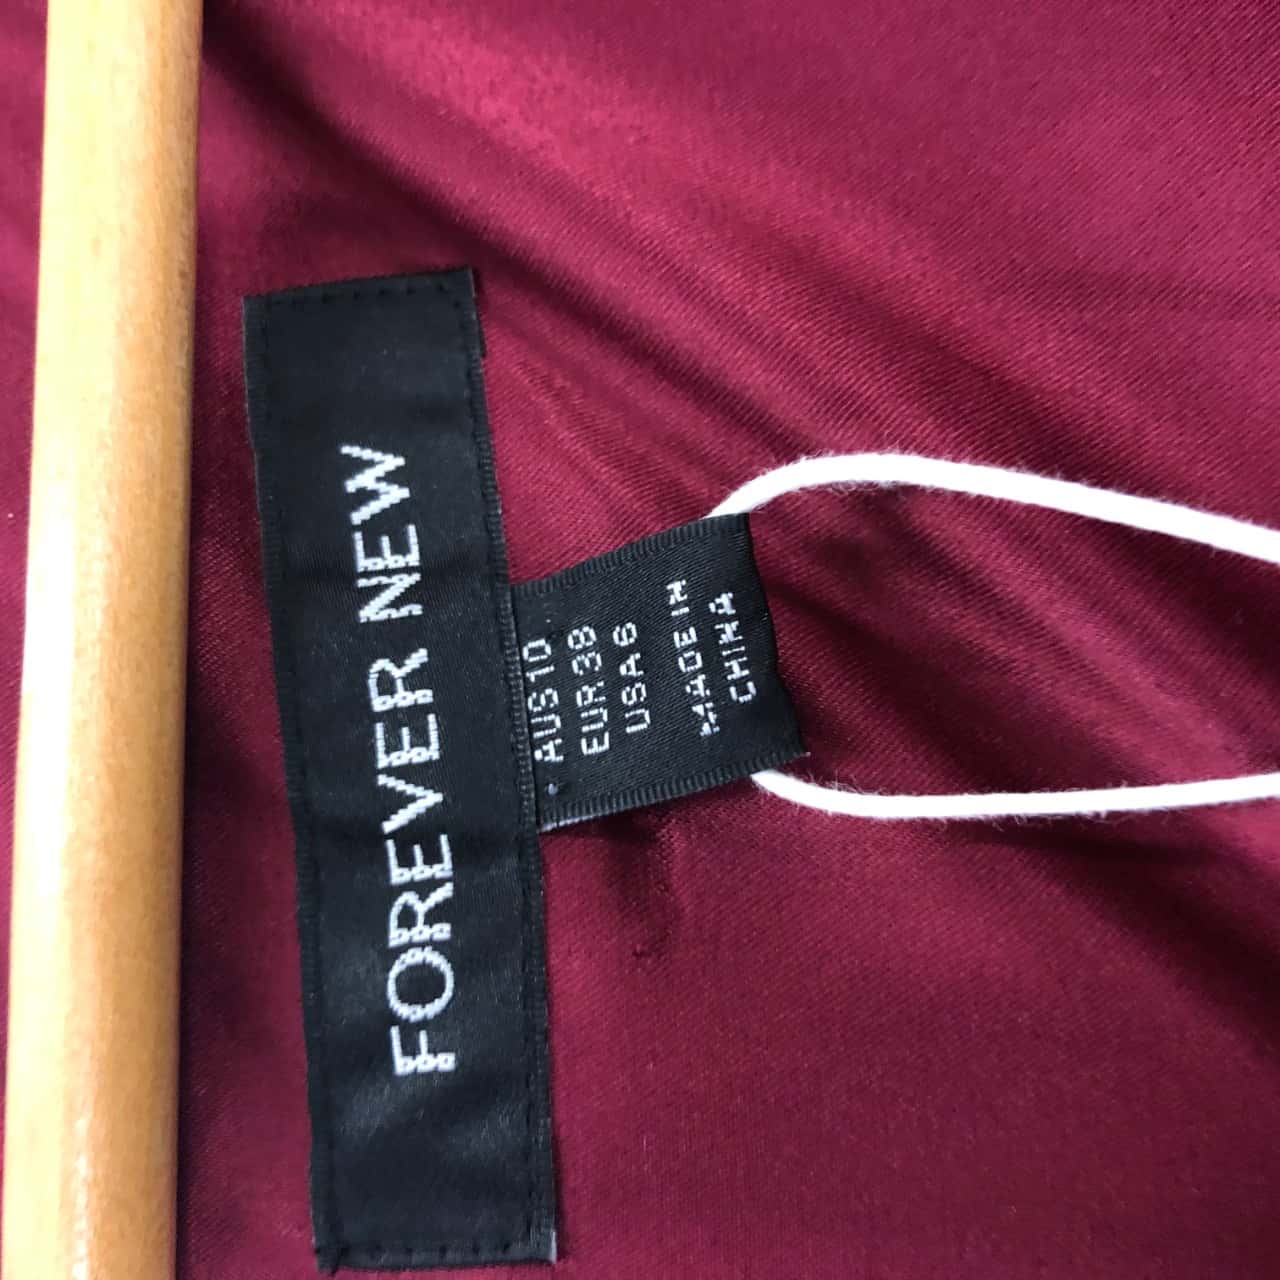 FOREVER NEW
AUS 10
EUR 38
USA 6
MADE IN
CHINA